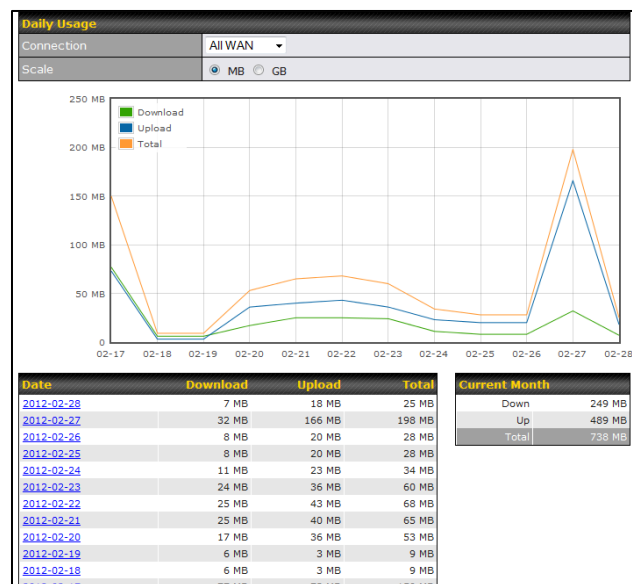 Daily Usage
Connection All WAN
Scale MB GB
250 MB
200 MB
150 MB
100 MB
50 MB
0
Download
Upload
Total
02-17 02-18 02-19 02-20 02-21 02-22 02-23 02-24 02-25 02-26 02-27 02-28
Date Download Upload Total
2012-02-28 7 MB 18 MB 25 MB
2012-02-27 32 MB 166 MB 198 MB
2012-02-26 8 MB 20 MB 28 MB
2012-02-25 8 MB 20 MB 28 MB
2012-02-24 11 MB 23 MB 34 MB
2012-02-23 24 MB 36 MB 60 MB
2012-02-22 25 MB 43 MB 68 MB
2012-02-21 25 MB 40 MB 65 MB
2012-02-20 17 MB 36 MB 53 MB
2012-02-19 6 MB 3 MB 9 MB
2012-02-18 6 MB 3 MB 9 MB
Current Month
Down 249 MB
Up 489 MB
Total 738 MB